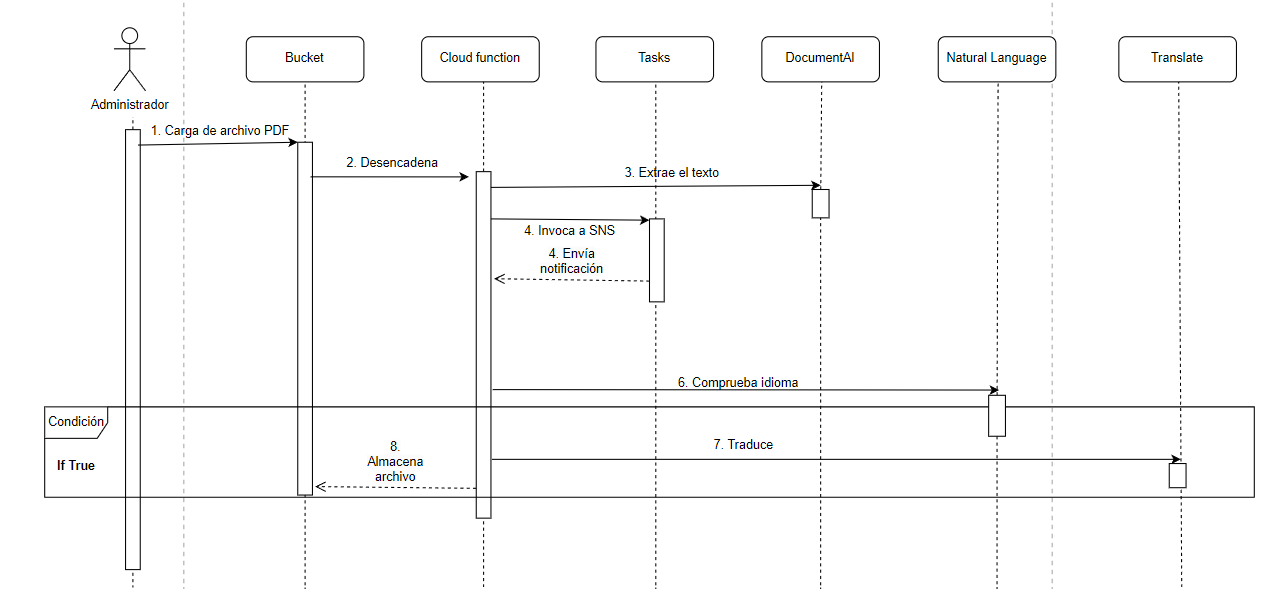 Bucket
Cloud function
Tasks
DocumentAI
Natural Language
Translate
Administrador
1. Carga de archivo PDF
2. Desencadena
3. Extrae el texto
4. Invoca a SNS
4. Envía
notificación
6. Comprueba idioma
Condición
If True
7. Traduce
8.
Almacena
archivo